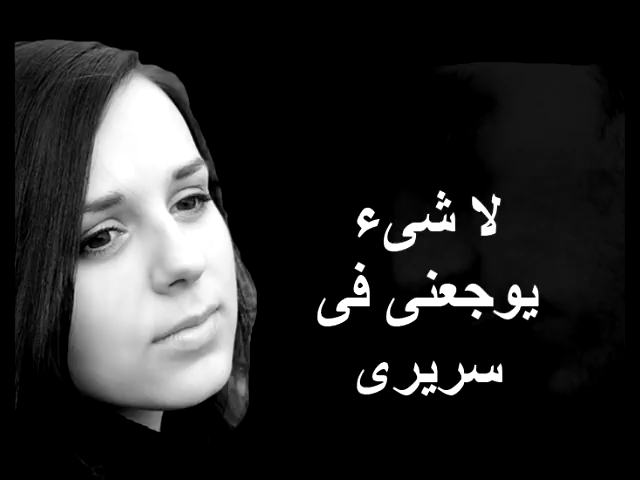 لا شىء
يوجعنى فى
سريرى